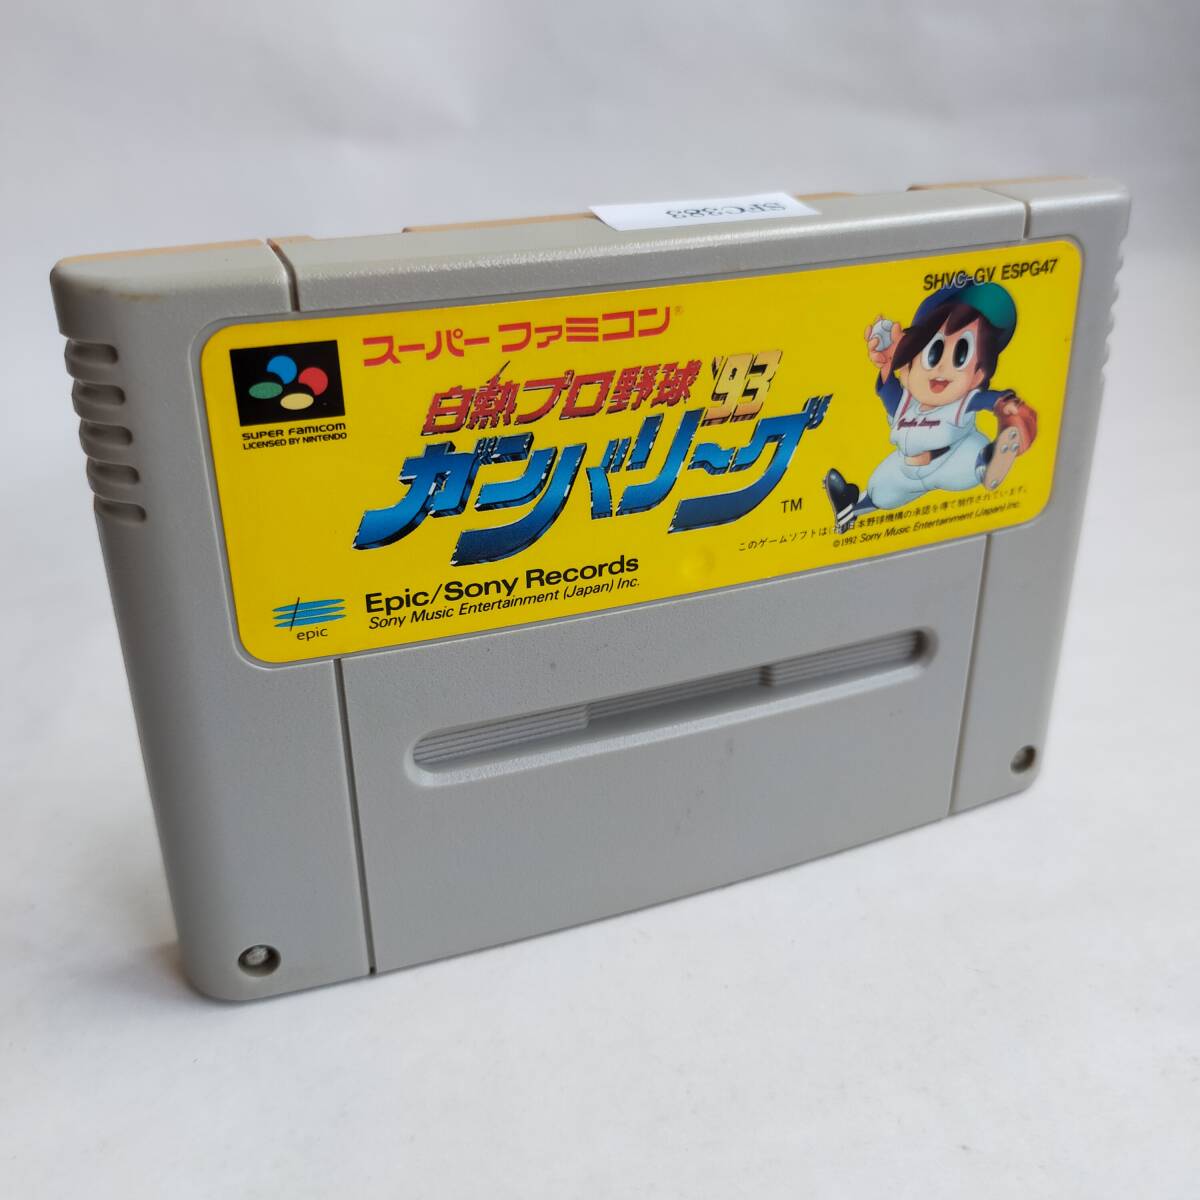 SFC382
SHVC-GV ESPG47
スーパーファミコン®
SUPER FAMICOM
LICENSED BY NINTENDO
白熱プロ野球 '93
ガンバリーグ
TM
このゲームソフトは(社)日本野球機構の承認を得て制作されています。
©1992 Sony Music Entertainment (Japan) Inc.
epic
Epic/Sony Records
Sony Music Entertainment (Japan) Inc.